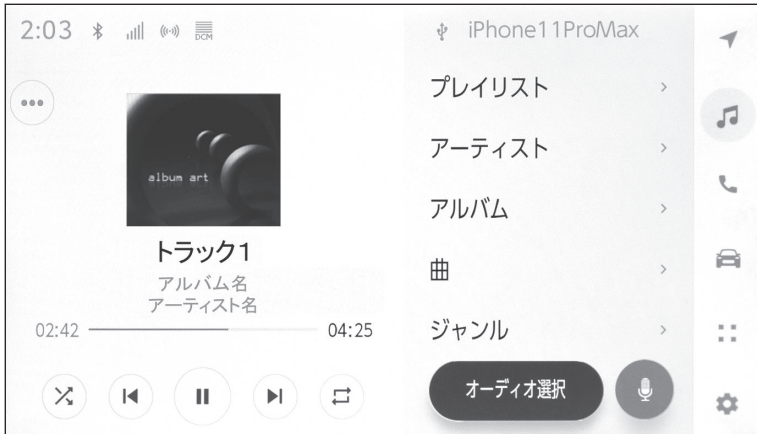 2:03
DCM
album art
トラック1
アルバム名
アーティスト名
02:42
04:25
iPhone11ProMax
プレイリスト
アーティスト
アルバム
曲
ジャンル
オーディオ選択